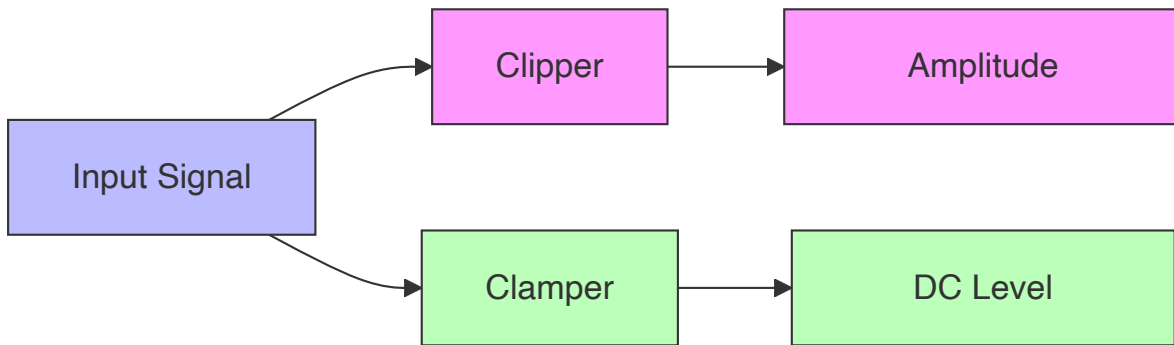 Input Signal
Clipper
Amplitude
Clamper
DC Level